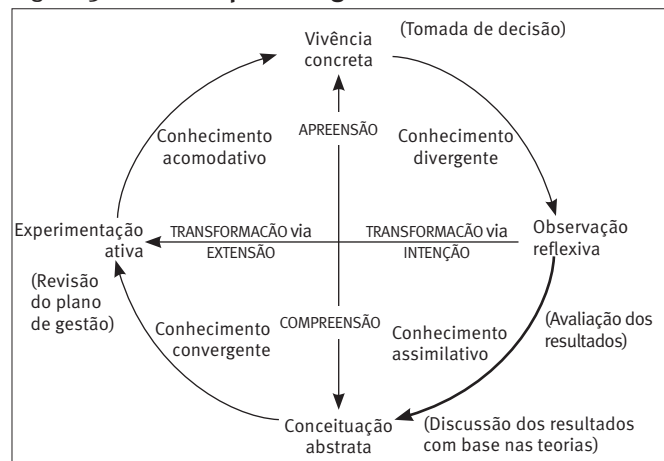 Vivência
concreta
(Tomada de decisão)
APREENSÃO
Conhecimento
acomodativo
Conhecimento
divergente
Experimentação
ativa
TRANSFORMACÃO via
EXTENSÃO
TRANSFORMACÃO via
INTENÇÃO
Observação
reflexiva
(Revisão
do plano
de gestão)
Conhecimento
convergente
COMPREENSÃO
Conhecimento
assimilativo
(Avaliação dos
resultados)
Conceituação
abstrata
(Discussão dos resultados
com base nas teorias)